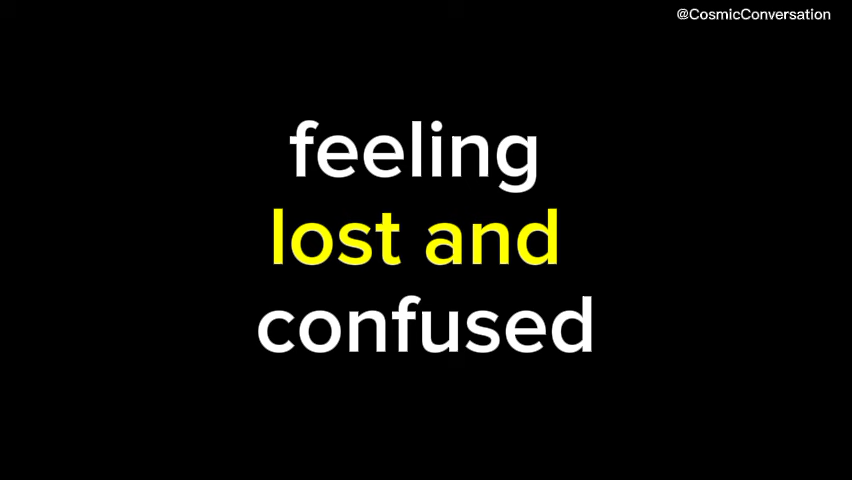 @CosmicConversation
feeling
lost and
confused